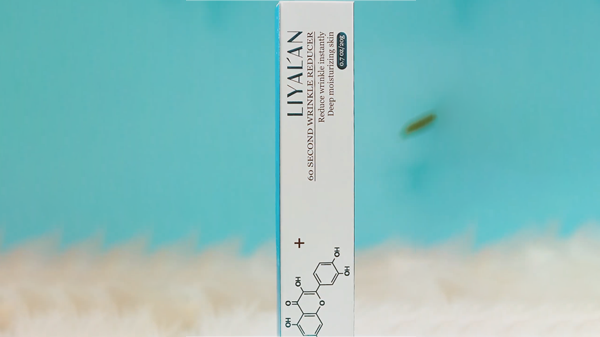 LIYAL'AN
60 SECOND WRINKLE REDUCER
Reduce wrinkle instantly
Deep moisturizing skin
0.7 oz/20g
+
OH
OH
OH
O
O
OH